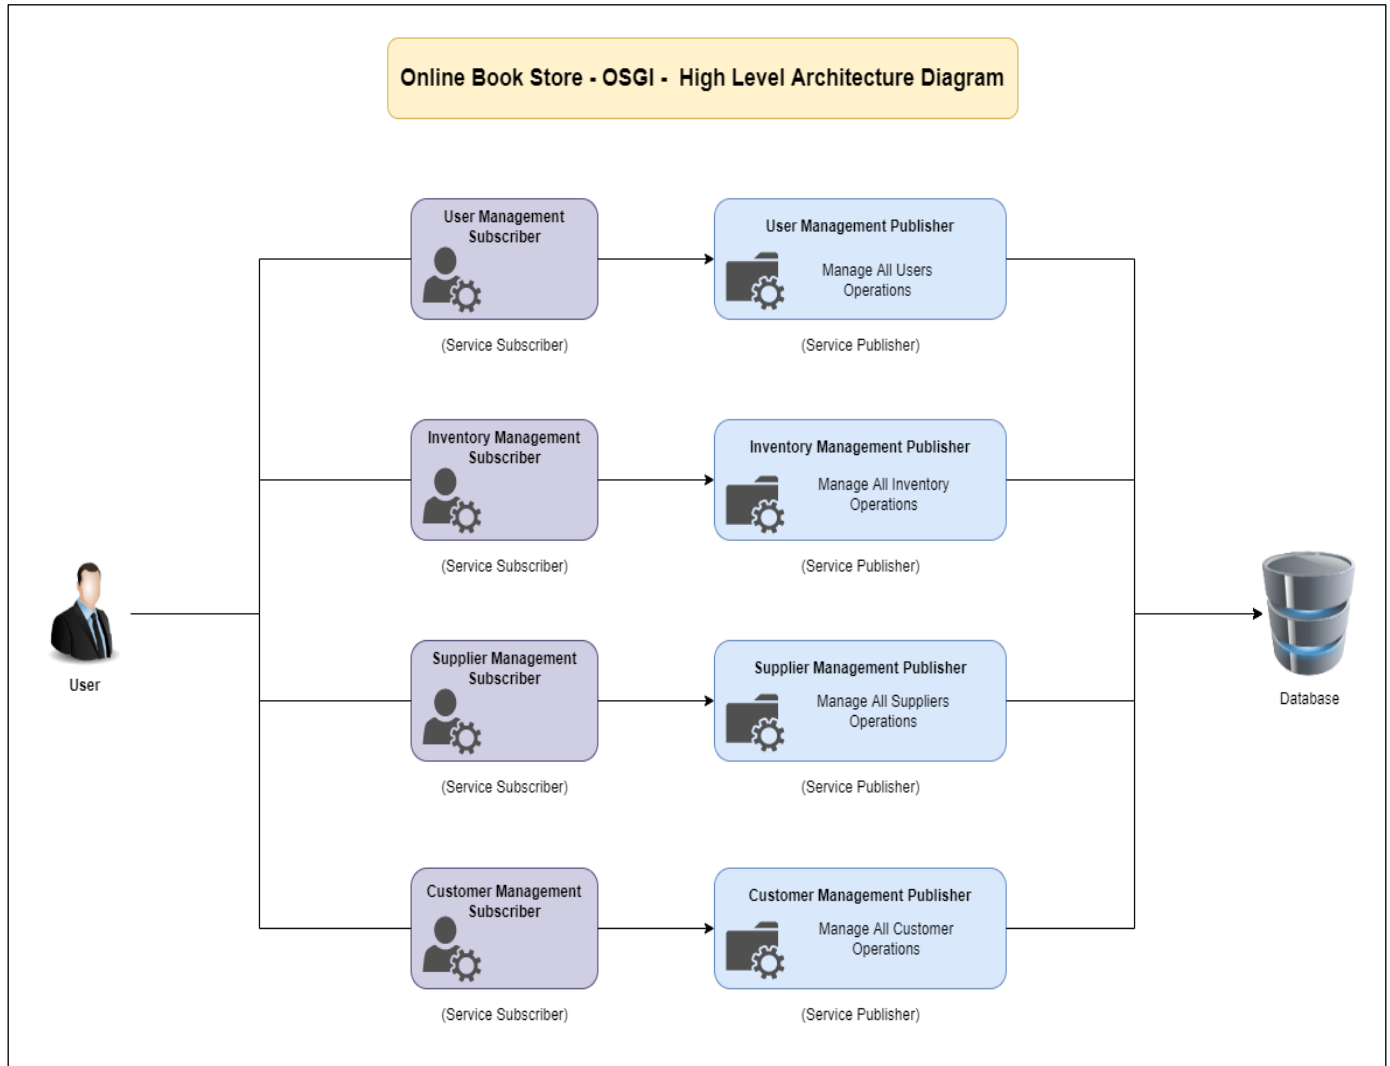 Online Book Store - OSGI -  High Level Architecture Diagram
User Management
Subscriber
(Service Subscriber)
User Management Publisher
Manage All Users
Operations
(Service Publisher)
Inventory Management
Subscriber
(Service Subscriber)
Inventory Management Publisher
Manage All Inventory
Operations
(Service Publisher)
User
Supplier Management
Subscriber
(Service Subscriber)
Supplier Management Publisher
Manage All Suppliers
Operations
(Service Publisher)
Database
Customer Management
Subscriber
(Service Subscriber)
Customer Management Publisher
Manage All Customer
Operations
(Service Publisher)